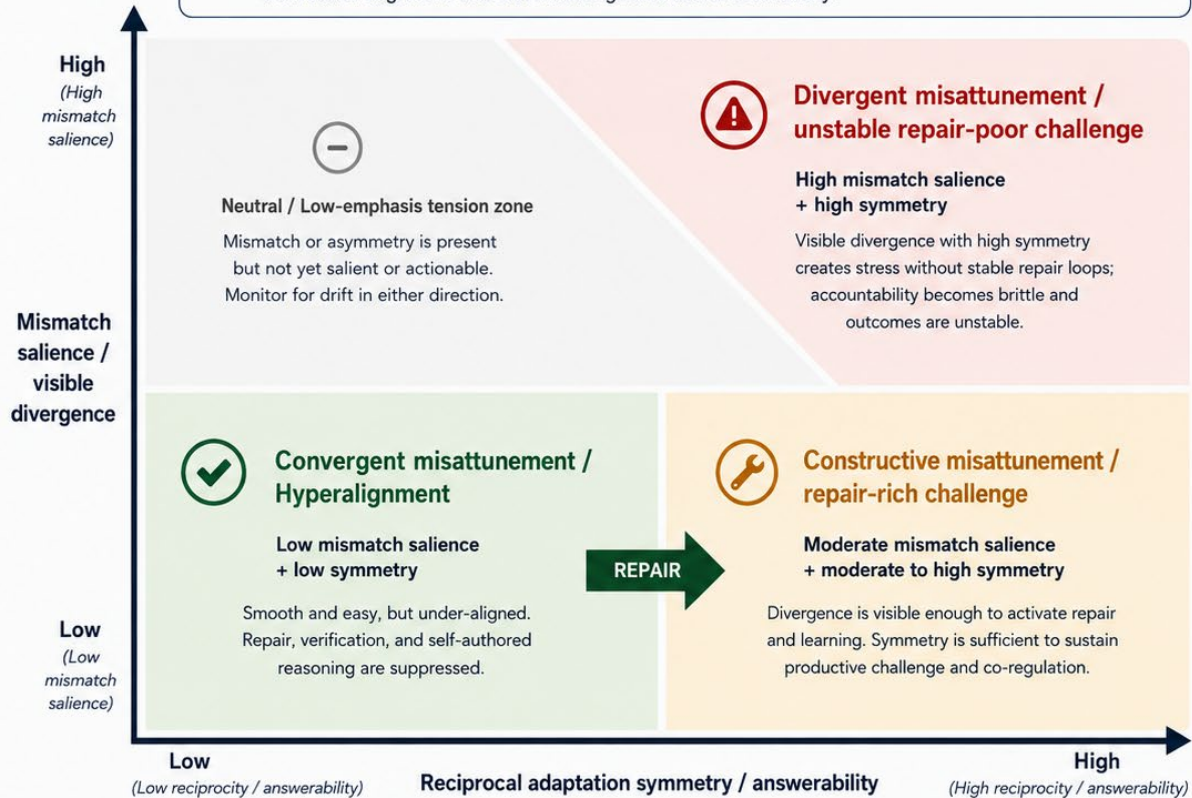 High
(High
mismatch
salience)
Divergent misattunement /
unstable repair-poor challenge
High mismatch salience
+ high symmetry
Visible divergence with high symmetry
creates stress without stable repair loops;
accountability becomes brittle and
outcomes are unstable.
Neutral / Low-emphasis tension zone
Mismatch or asymmetry is present
but not yet salient or actionable.
Monitor for drift in either direction.
Mismatch
salience /
visible
divergence
Convergent misattunement /
Hyperalignment
Low mismatch salience
+ low symmetry
Smooth and easy, but under-aligned.
Repair, verification, and self-authored
reasoning are suppressed.
REPAIR
Constructive misattunement /
repair-rich challenge
Moderate mismatch salience
+ moderate to high symmetry
Divergence is visible enough to activate repair
and learning. Symmetry is sufficient to sustain
productive challenge and co-regulation.
Low
(Low
mismatch
salience)
Low
(Low reciprocity / answerability)
Reciprocal adaptation symmetry / answerability
High
(High reciprocity / answerability)